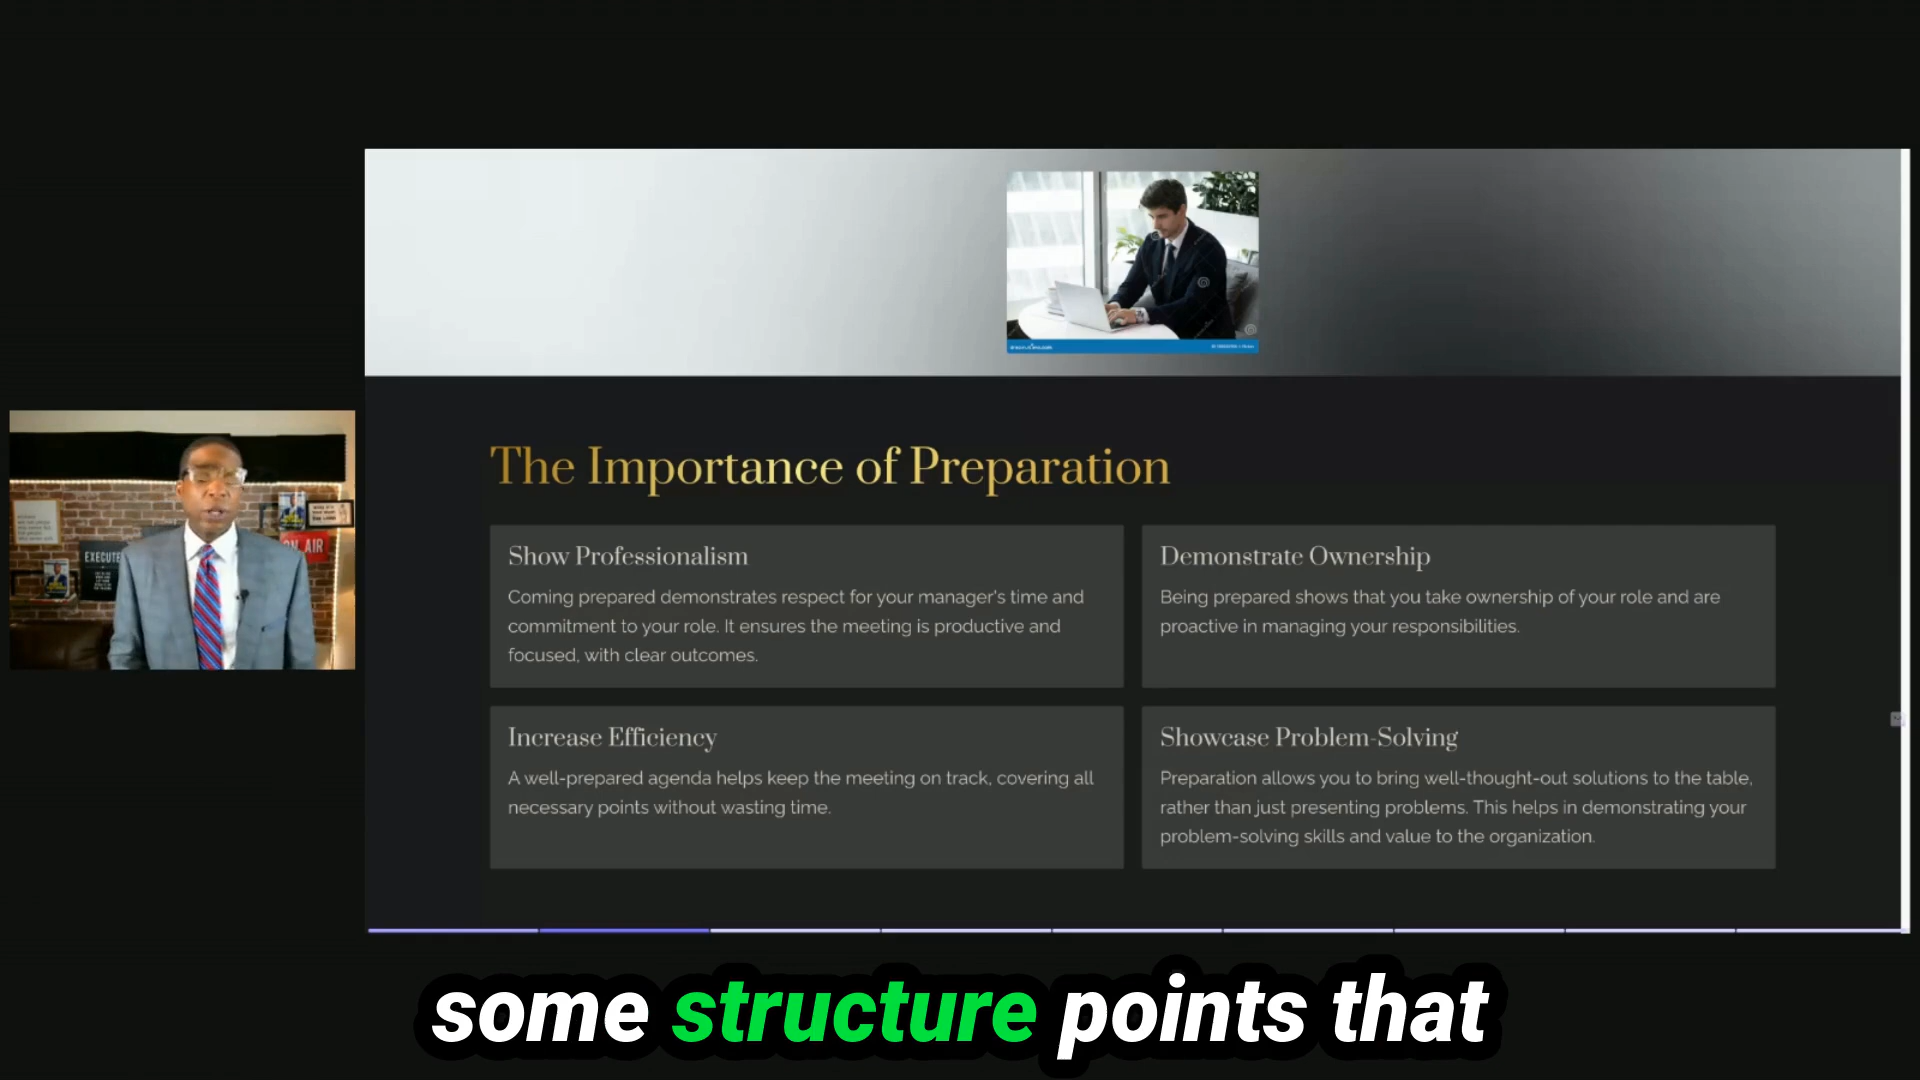 The Importance of Preparation
Show Professionalism
Coming prepared demonstrates respect for your manager's time and
commitment to your role. It ensures the meeting is productive and
focused, with clear outcomes.
Demonstrate Ownership
Being prepared shows that you take ownership of your role and are
proactive in managing your responsibilities.
Increase Efficiency
A well-prepared agenda helps keep the meeting on track, covering all
necessary points without wasting time.
Showcase Problem-Solving
Preparation allows you to bring well-thought-out solutions to the table,
rather than just presenting problems. This helps in demonstrating your
problem-solving skills and value to the organization.
EXECUTE
ON AIR
some structure points that